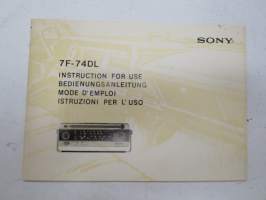 SONY
7F-74DL
INSTRUCTION FOR USE
BEDIENUNGSANLEITUNG
MODE D'EMPLOI
ISTRUZIONI PER L'USO